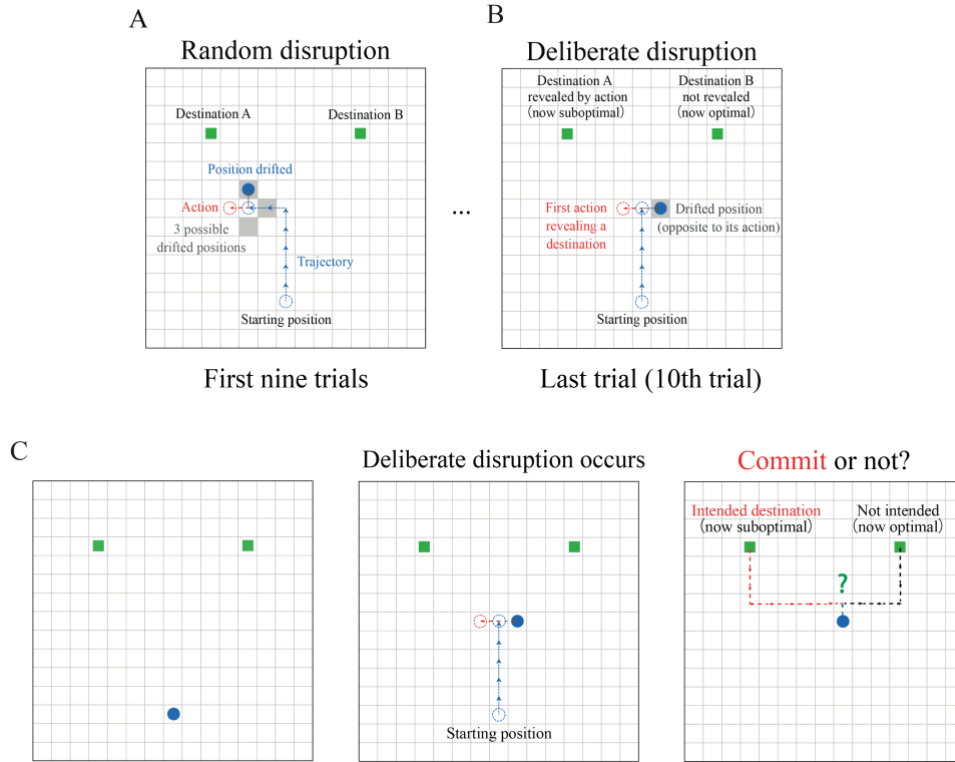 A
Random disruption
Destination A
Destination B
Position drifted
Action
3 possible
drifted positions
Trajectory
Starting position
First nine trials
...
B
Deliberate disruption
Destination A
revealed by action
(now suboptimal)
Destination B
not revealed
(now optimal)
First action
revealing a
destination
Drifted position
(opposite to its action)
Starting position
Last trial (10th trial)
C
Deliberate disruption occurs
Starting position
Commit or not?
Intended destination
(now suboptimal)
Not intended
(now optimal)
?